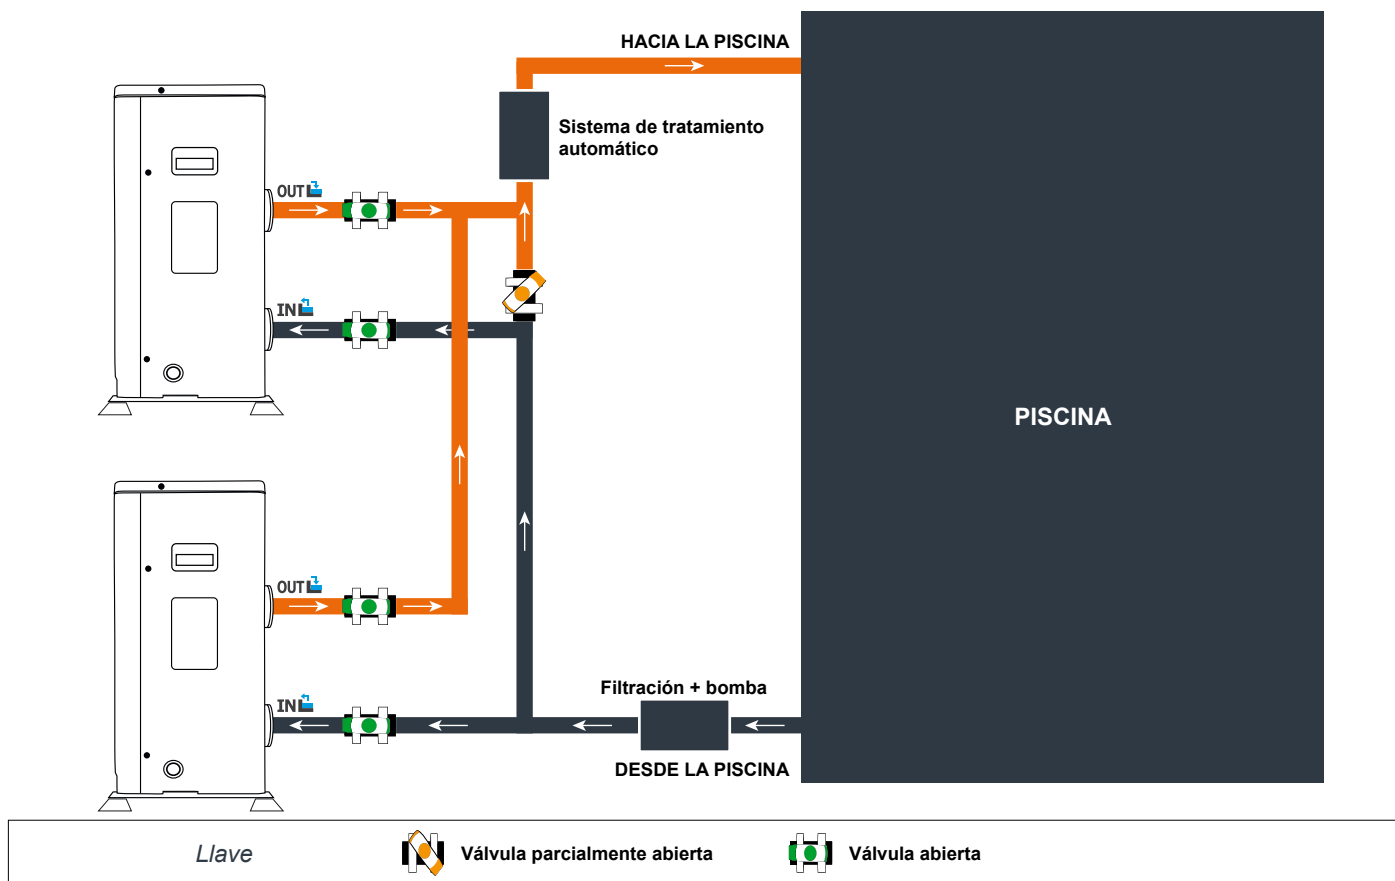 HACIA LA PISCINA
Sistema de tratamiento
automático
OUT
IN
PISCINA
OUT
IN
Filtración + bomba
DESDE LA PISCINA
Llave
Válvula parcialmente abierta
Válvula abierta